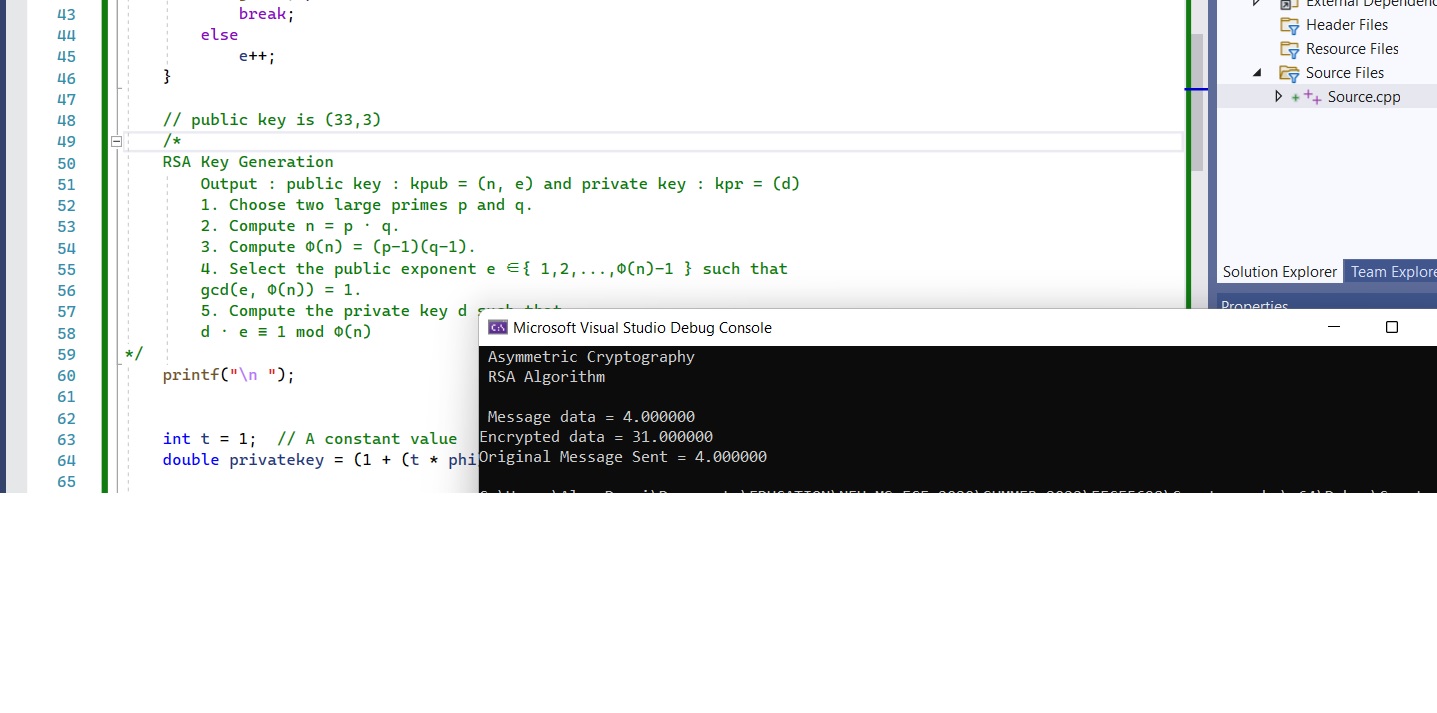 43 break;
44 else
45 e++;
46 }
47
48 // public key is (33,3)
49 /*
50 RSA Key Generation
51 Output : public key : kpub = (n, e) and private key : kpr = (d)
52 1. Choose two large primes p and q.
53 2. Compute n = p · q.
54 3. Compute Φ(n) = (p-1)(q-1).
55 4. Select the public exponent e ∈{ 1,2,...,Φ(n)-1 } such that
56 gcd(e, Φ(n)) = 1.
57 5. Compute the private key d such that
58 d · e ≡ 1 mod Φ(n)
59 */
60 printf("\n ");
61
62
63 int t = 1; // A constant value
64 double privatekey = (1 + (t * phi
65
Microsoft Visual Studio Debug Console
Asymmetric Cryptography
RSA Algorithm
Message data = 4.000000
Encrypted data = 31.000000
Original Message Sent = 4.000000
External Dependenc
Header Files
Resource Files
Source Files
Source.cpp
Solution Explorer Team Explore
Properties